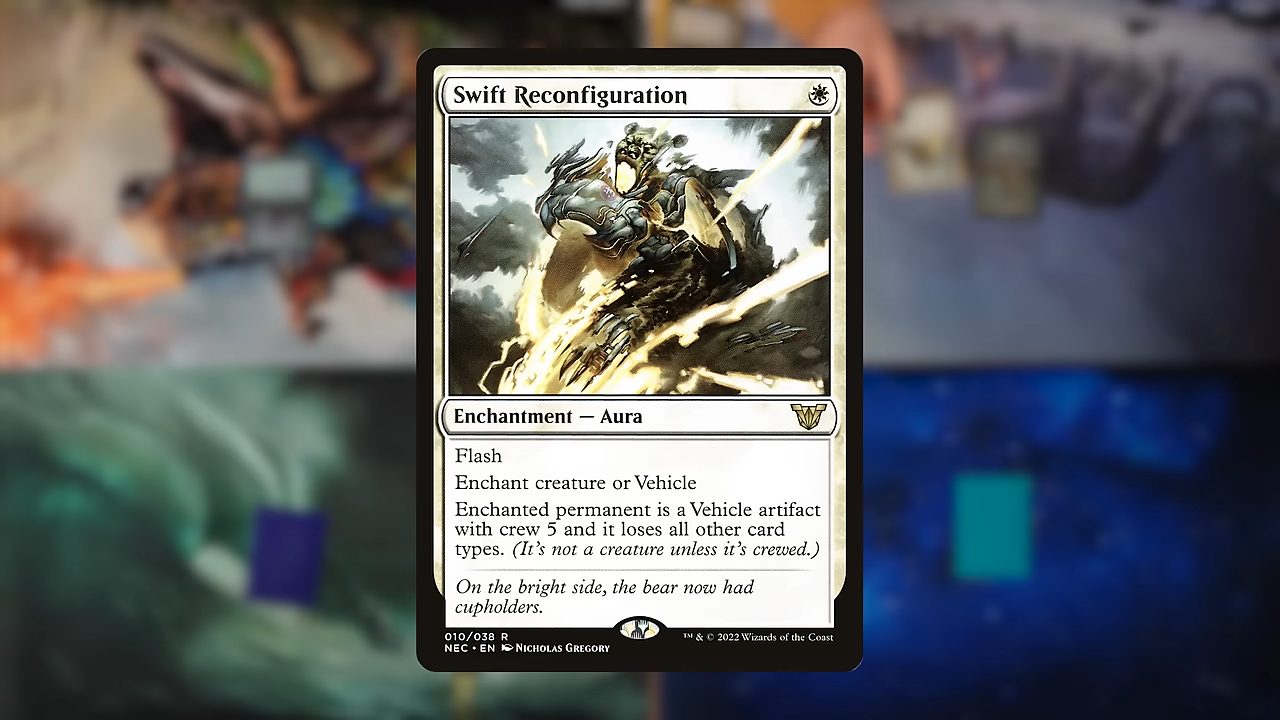 Swift Reconfiguration
Enchantment — Aura
Flash
Enchant creature or Vehicle
Enchanted permanent is a Vehicle artifact
with crew 5 and it loses all other card
types. (It's not a creature unless it's crewed.)
On the bright side, the bear now had
cupholders.
010/038 R
NEC • EN Nicholas Gregory
™ & © 2022 Wizards of the Coast